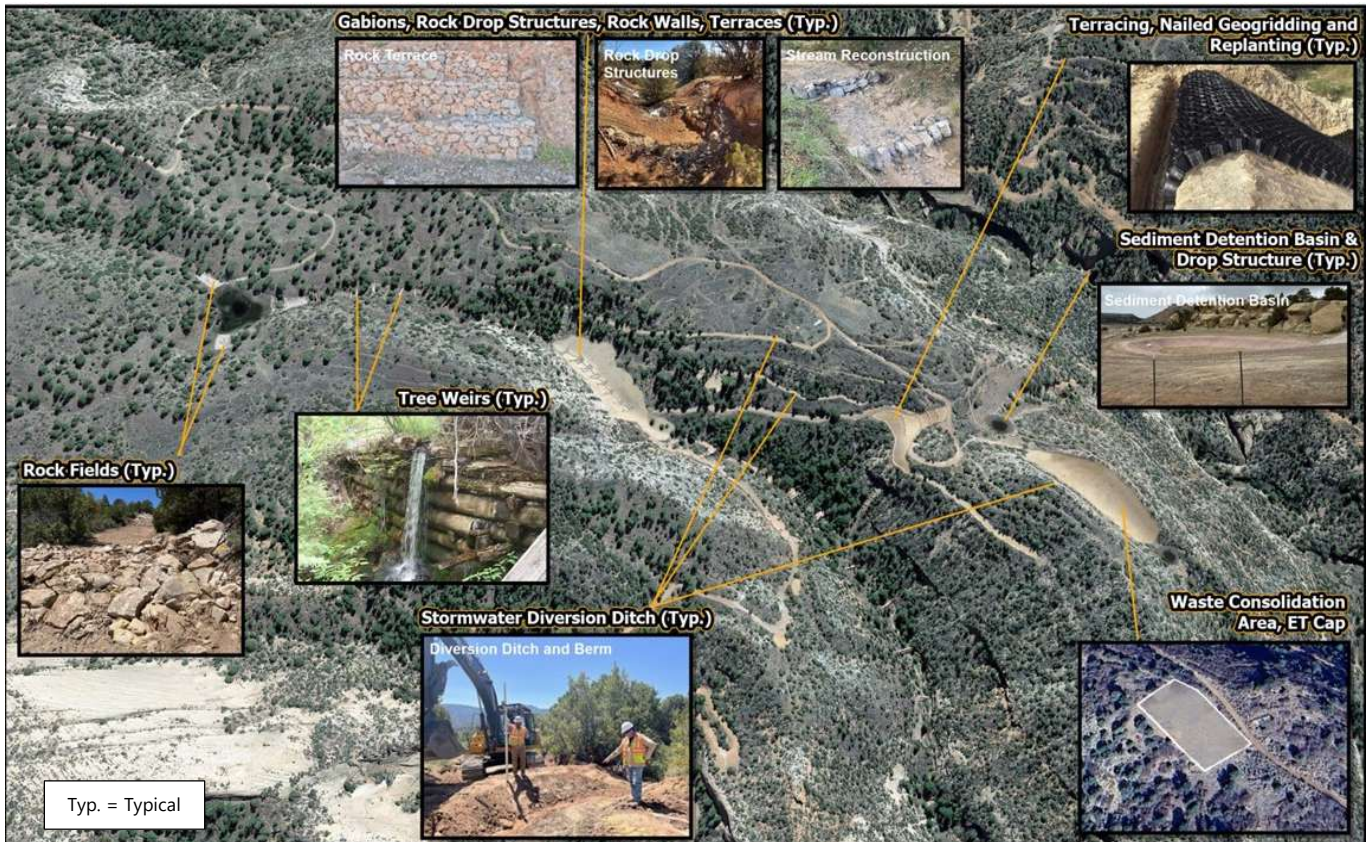 Gabions, Rock Drop Structures, Rock Walls, Terraces (Typ.)
Rock Terrace
Rock Drop
Structures
Stream Reconstruction
Terracing, Nailed Geogridding and
Replanting (Typ.)
Sediment Detention Basin &
Drop Structure (Typ.)
Sediment Detention Basin
Tree Weirs (Typ.)
Rock Fields (Typ.)
Stormwater Diversion Ditch (Typ.)
Diversion Ditch and Berm
Waste Consolidation
Area, ET Cap
Typ. = Typical